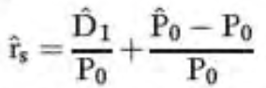 r̂ₛ = D̂₁/P₀ + (P̂₀ − P₀)/P₀